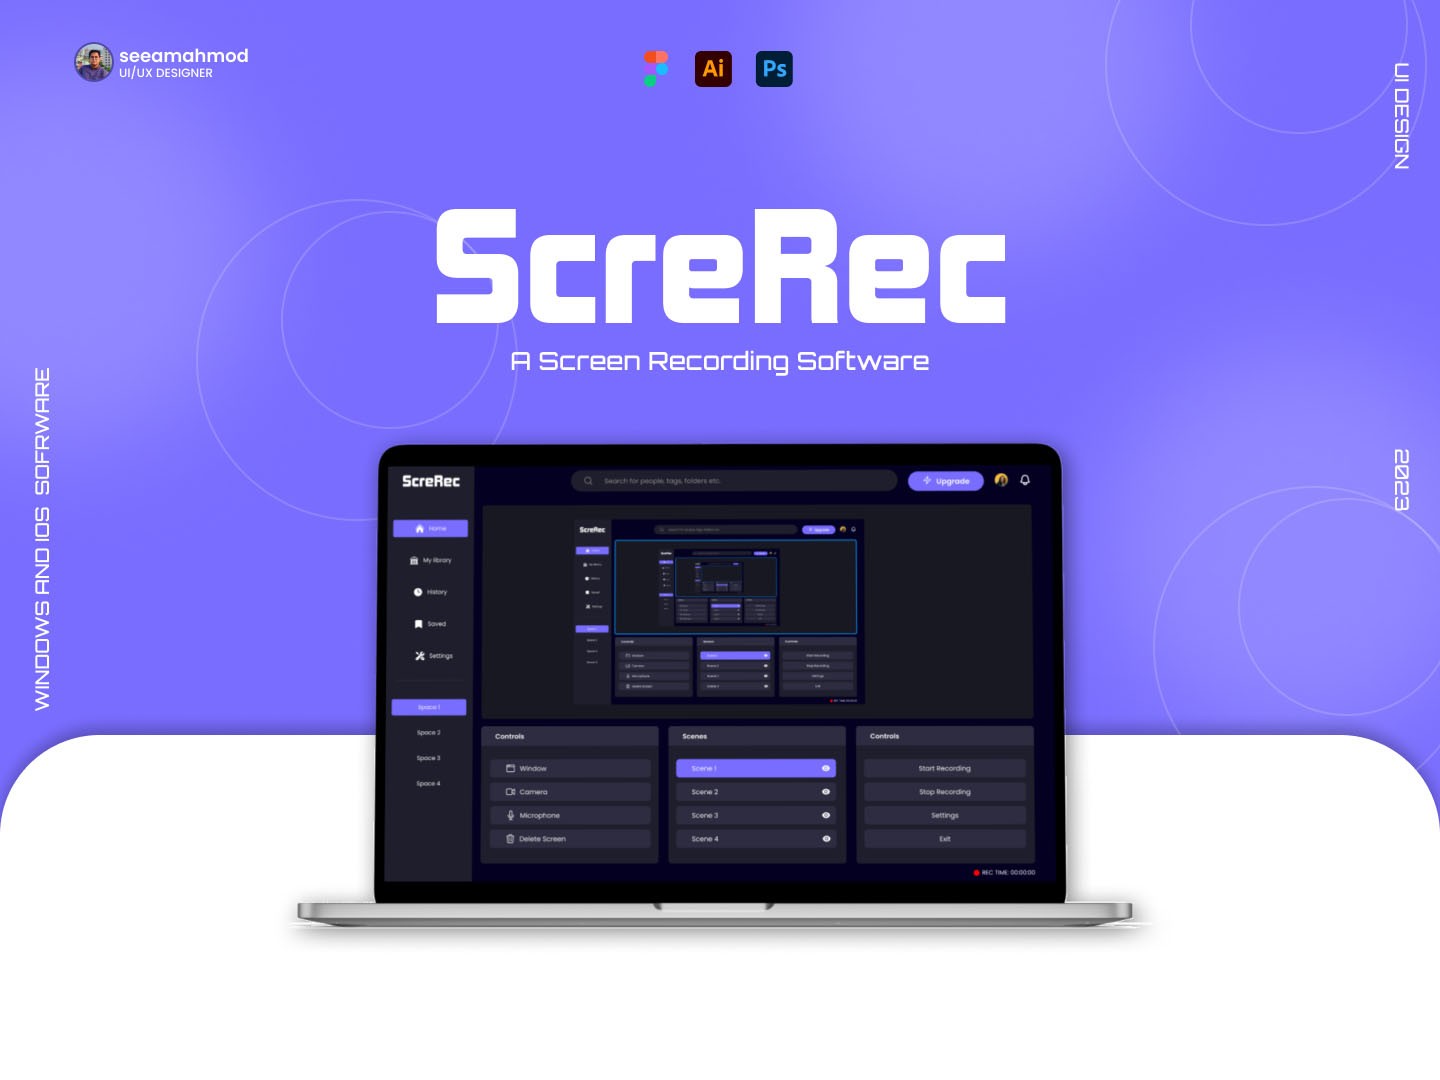 seeamahmod
UI/UX DESIGNER
Ai
Ps
UI DESIGN
ScreRec
A Screen Recording Software
WINDOWS AND IOS SOFRWARE
2023
ScreRec
Search for people, tags, folders etc.
Upgrade
Home
My library
History
Saved
Settings
Space 1
Space 2
Space 3
Space 4
ScreRec
Upgrade
Controls
Window
Camera
Microphone
Delete Screen
Scenes
Scene 1
Scene 2
Scene 3
Scene 4
Controls
Start Recording
Stop Recording
Settings
Exit
REC TIME: 00:00:00